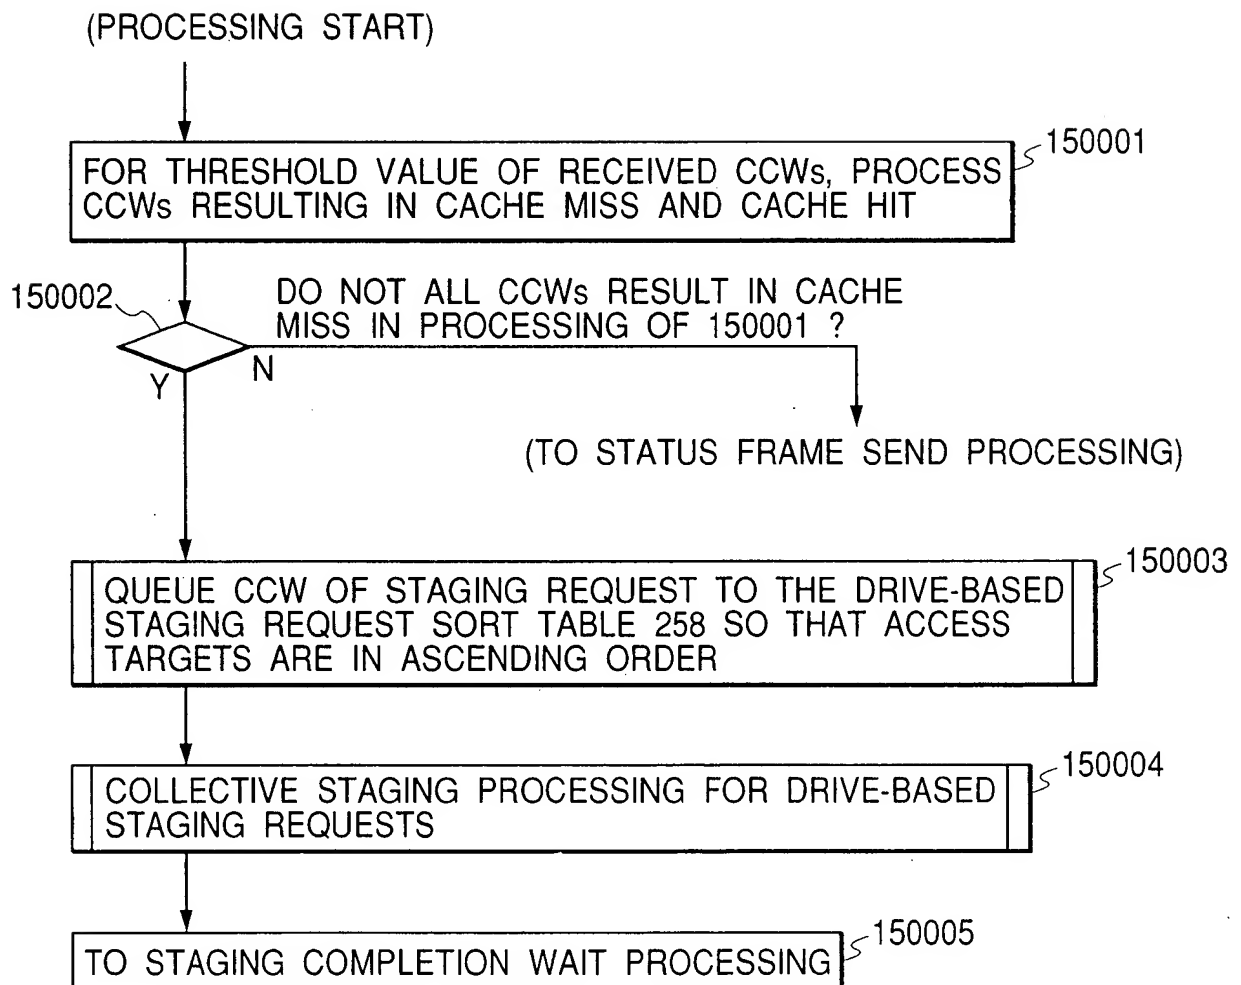 (PROCESSING START)
150001
FOR THRESHOLD VALUE OF RECEIVED CCWs, PROCESS
CCWs RESULTING IN CACHE MISS AND CACHE HIT
150002
DO NOT ALL CCWs RESULT IN CACHE
MISS IN PROCESSING OF 150001 ?
Y
N
(TO STATUS FRAME SEND PROCESSING)
150003
QUEUE CCW OF STAGING REQUEST TO THE DRIVE-BASED
STAGING REQUEST SORT TABLE 258 SO THAT ACCESS
TARGETS ARE IN ASCENDING ORDER
150004
COLLECTIVE STAGING PROCESSING FOR DRIVE-BASED
STAGING REQUESTS
150005
TO STAGING COMPLETION WAIT PROCESSING